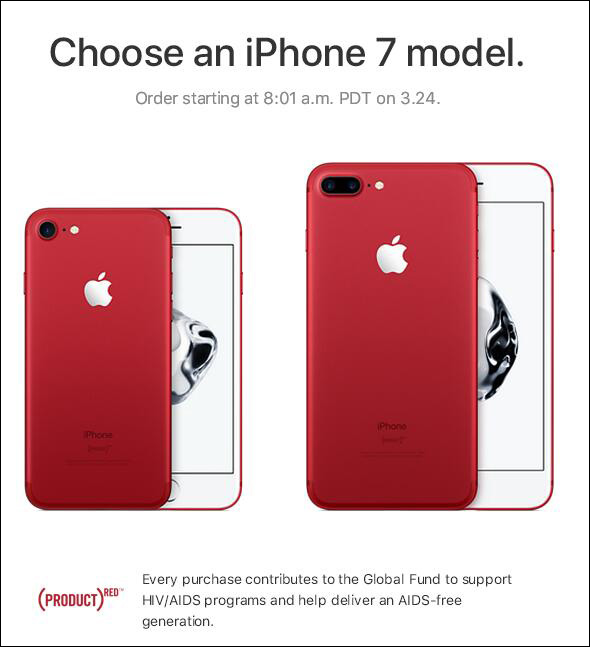 Choose an iPhone 7 model.
Order starting at 8:01 a.m. PDT on 3.24.
iPhone
iPhone
(PRODUCT)RED™
Every purchase contributes to the Global Fund to support
HIV/AIDS programs and help deliver an AIDS-free
generation.